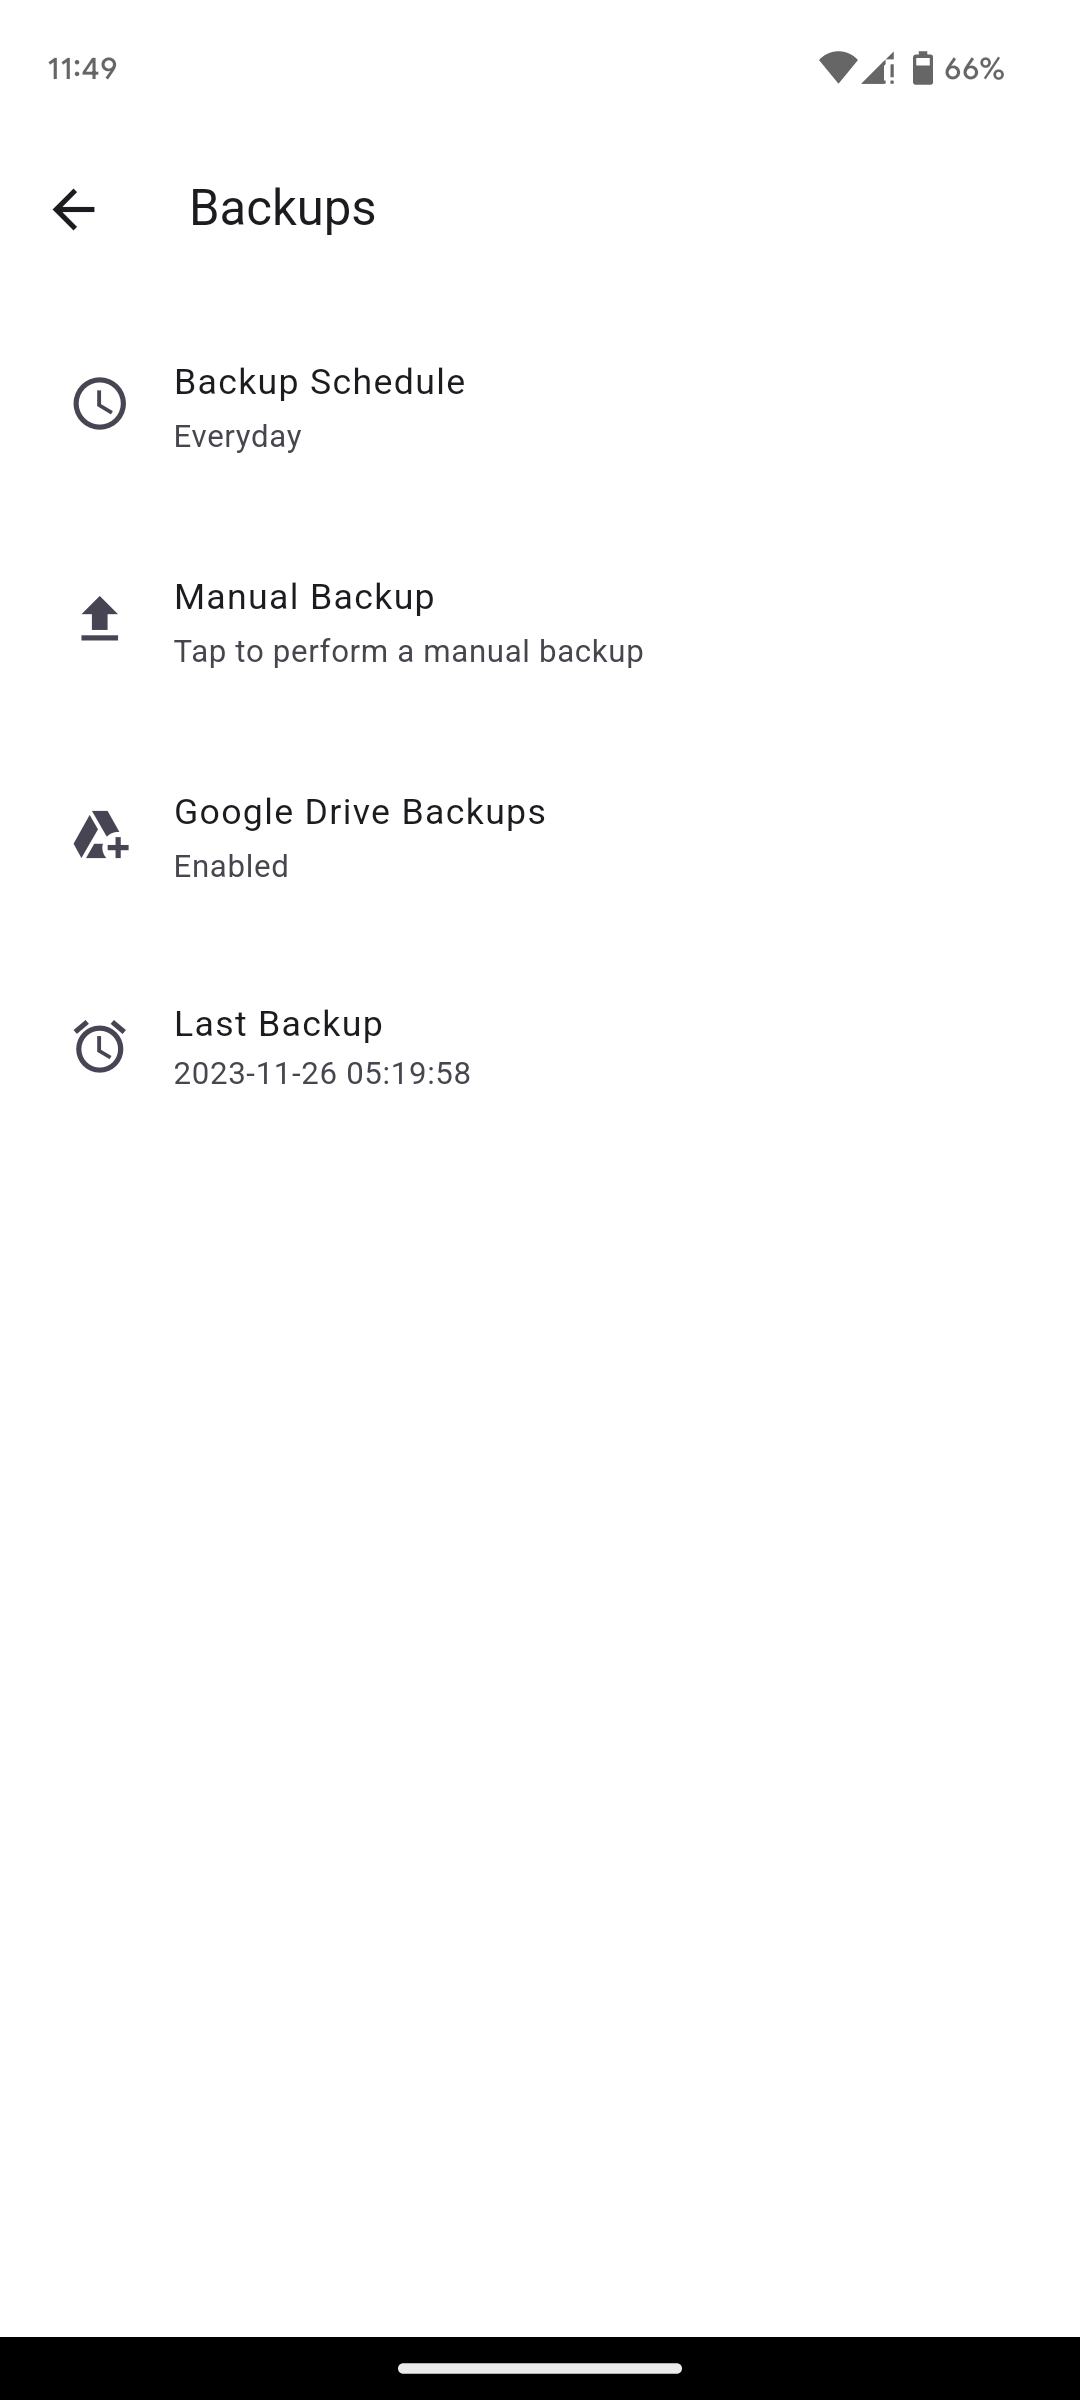 11:49
66%
Backups
Backup Schedule
Everyday
Manual Backup
Tap to perform a manual backup
Google Drive Backups
Enabled
Last Backup
2023-11-26 05:19:58